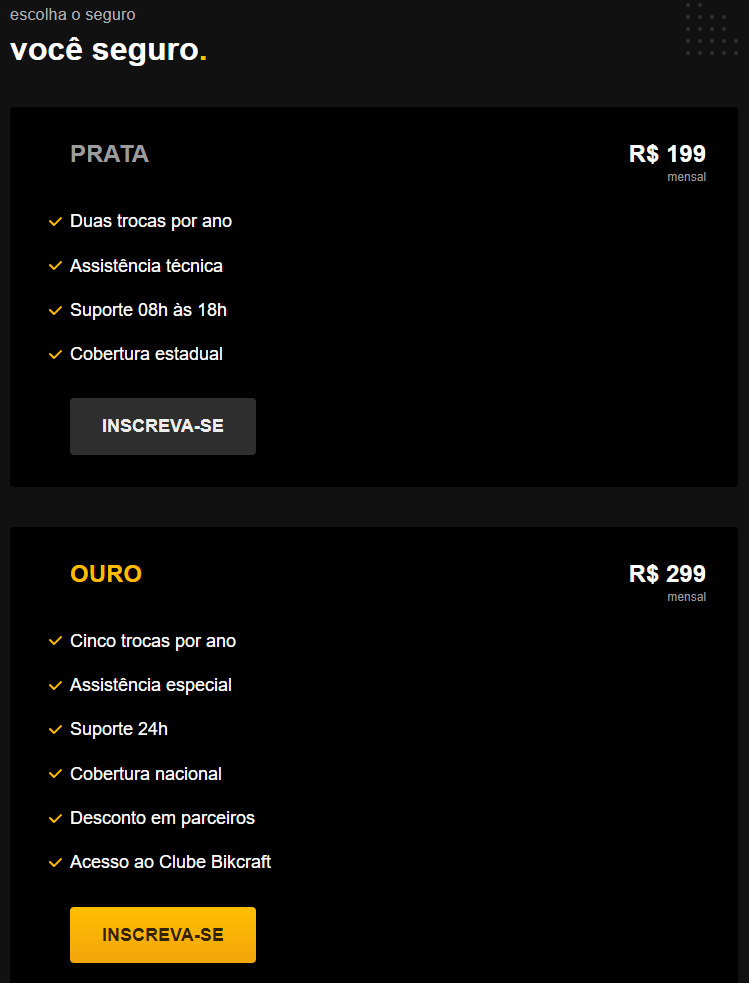 escolha o seguro
você seguro.
PRATA
R$ 199
mensal
Duas trocas por ano
Assistência técnica
Suporte 08h às 18h
Cobertura estadual
INSCREVA-SE
OURO
R$ 299
mensal
Cinco trocas por ano
Assistência especial
Suporte 24h
Cobertura nacional
Desconto em parceiros
Acesso ao Clube Bikcraft
INSCREVA-SE